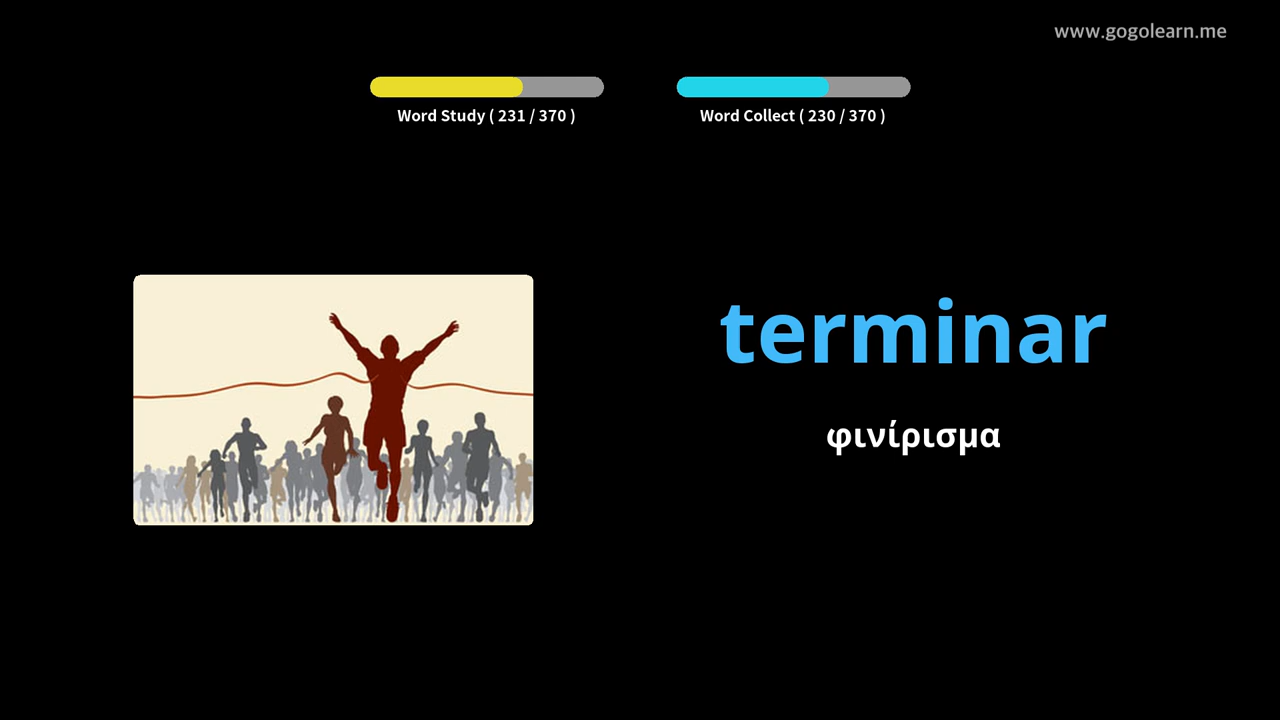 www.gogolearn.me
Word Study ( 231 / 370 )
Word Collect ( 230 / 370 )
terminar
φινίρισμα